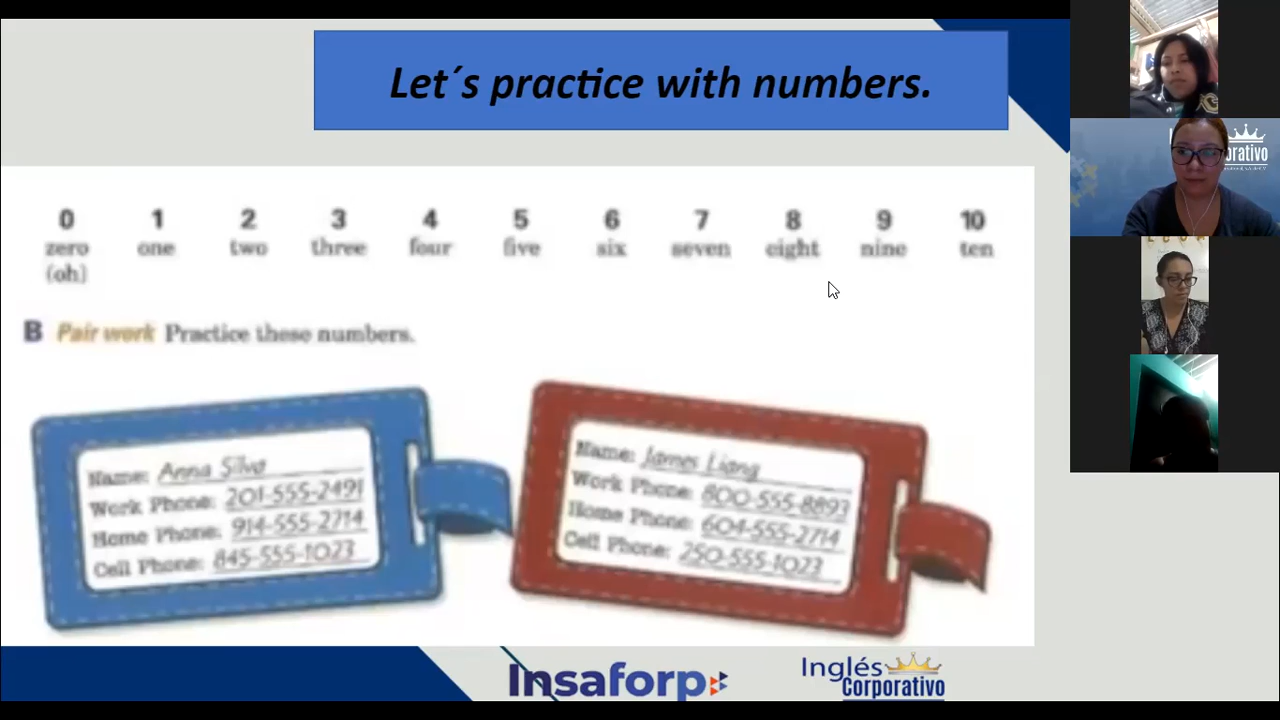 Let´s practice with numbers.
0 1 2 3 4 5 6 7 8 9 10
zero one two three four five six seven eight nine ten
(oh)
B Pair work Practice these numbers.
Name: Anna Silva
Work Phone: 201-555-2491
Home Phone: 914-555-2714
Cell Phone: 845-555-1023
Name: James Liang
Work Phone: 800-555-8893
Home Phone: 604-555-2714
Cell Phone: 250-555-1023
Insaforp
Inglés
Corporativo
orativo